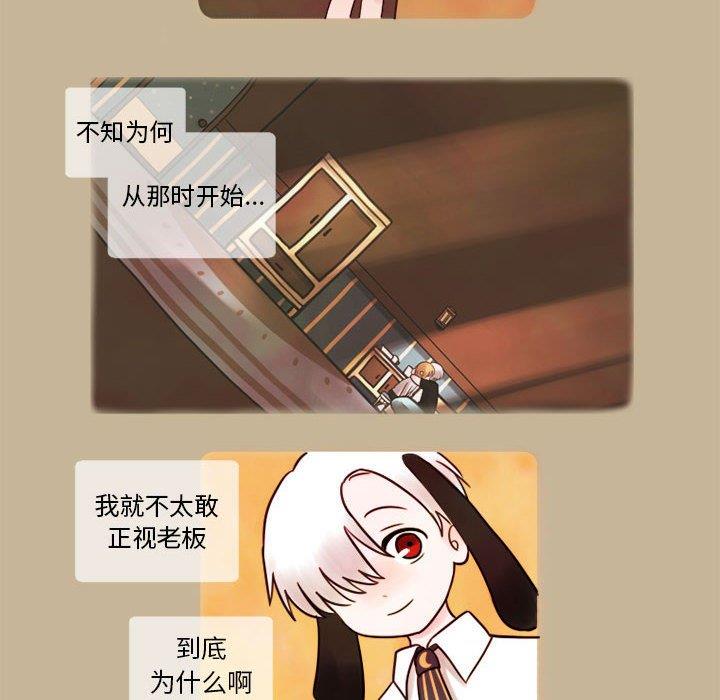 不知为何
从那时开始...
我就不太敢
正视老板
到底
为什么啊